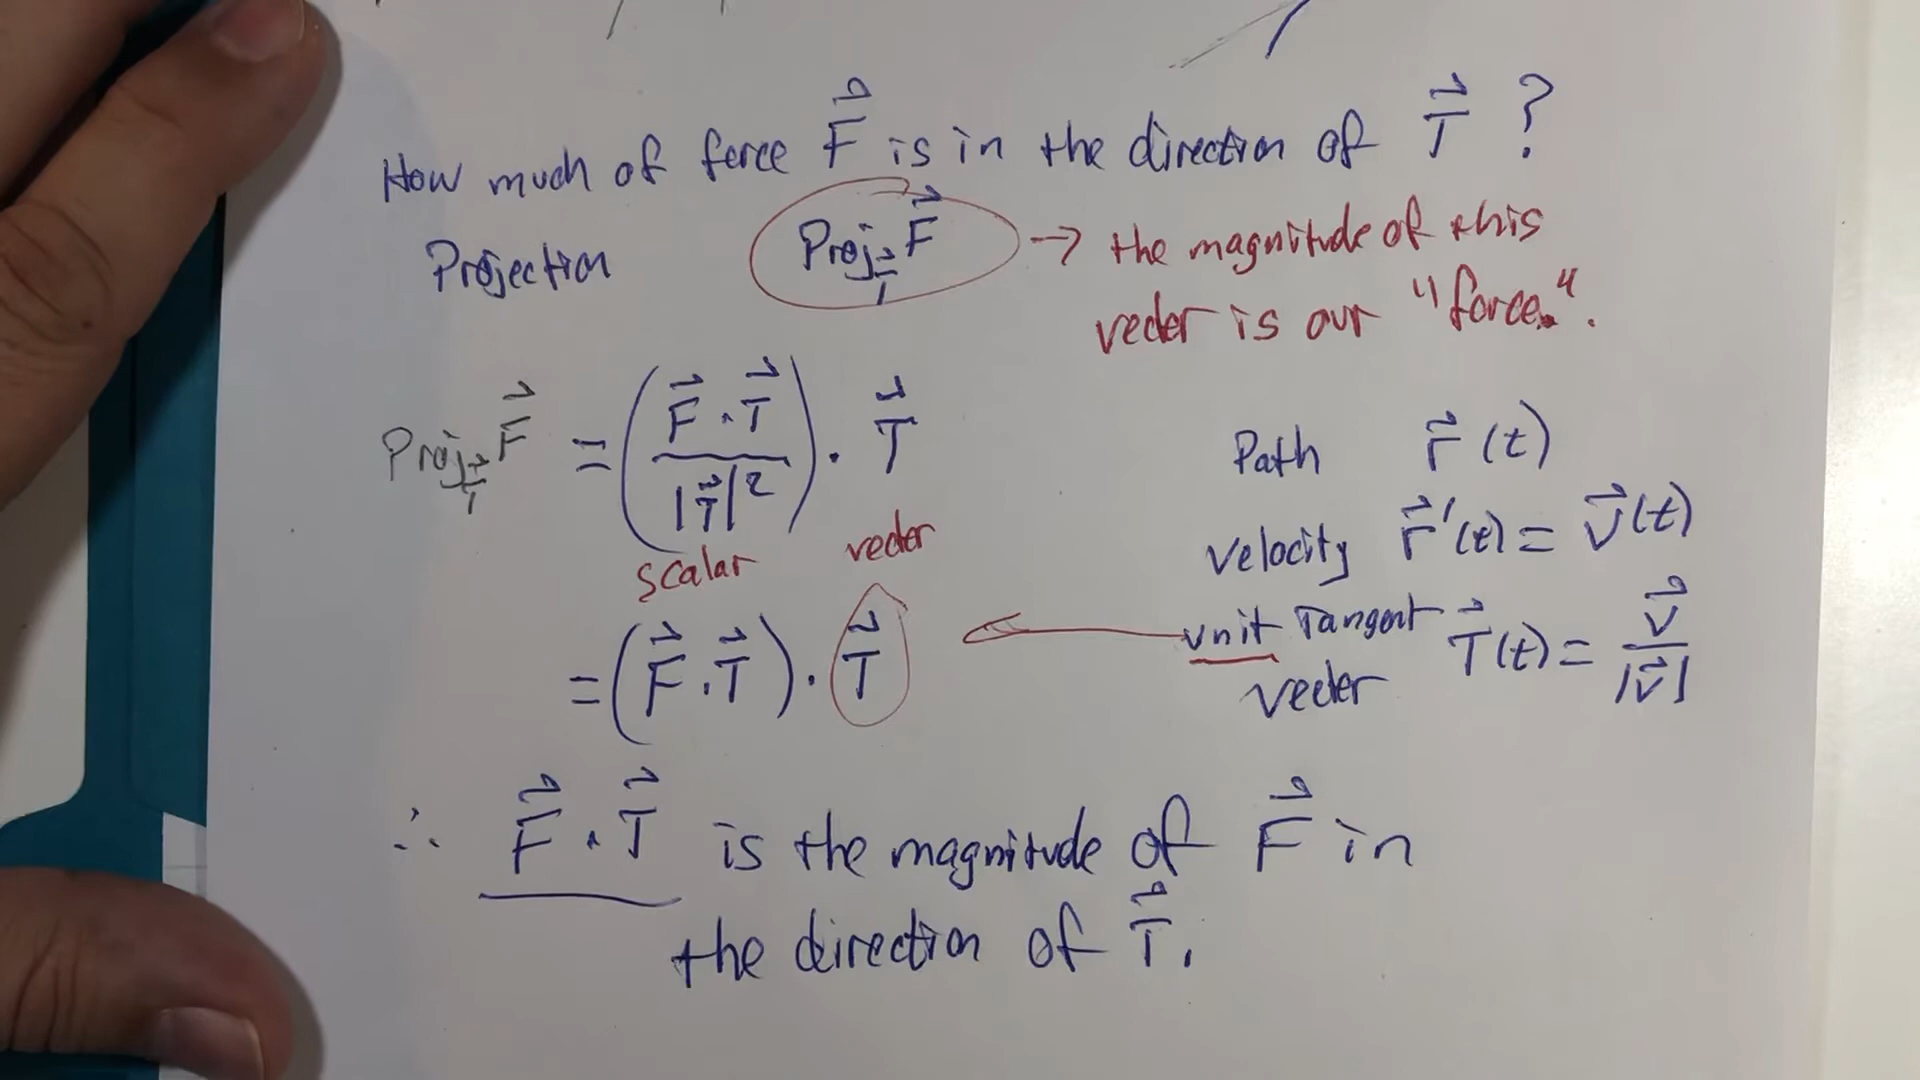 How much of force F⃗ is in the direction of T⃗ ?
Projection Proj_T⃗ F⃗ → the magnitude of this
vector is our "force.".
Proj_T⃗ F⃗ = (F⃗ · T⃗ / |T⃗|²) · T⃗
scalar vector
Path r⃗ (t)
velocity r⃗'(t) = v⃗(t)
= (F⃗ · T⃗) · T⃗
unit Tangent T⃗(t) = v⃗ / |v⃗|
vector
∴ F⃗ · T⃗ is the magnitude of F⃗ in
the direction of T⃗.